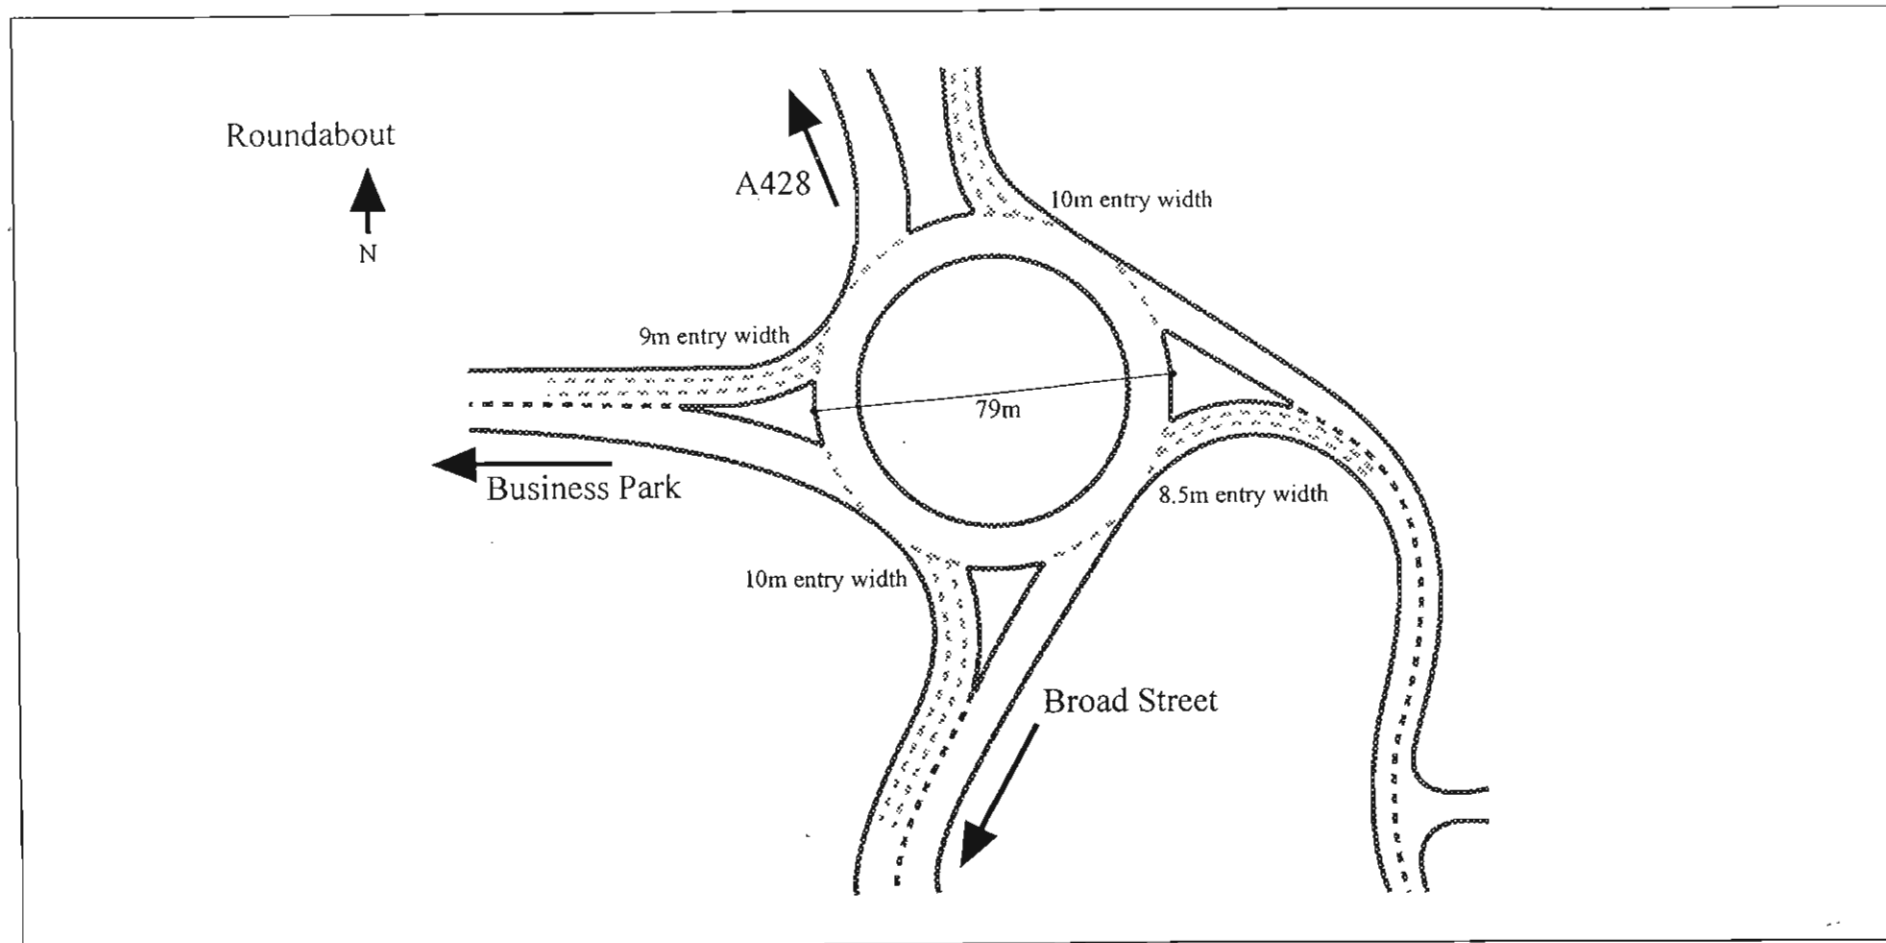 Roundabout
N
A428
10m entry width
9m entry width
79m
Business Park
8.5m entry width
10m entry width
Broad Street